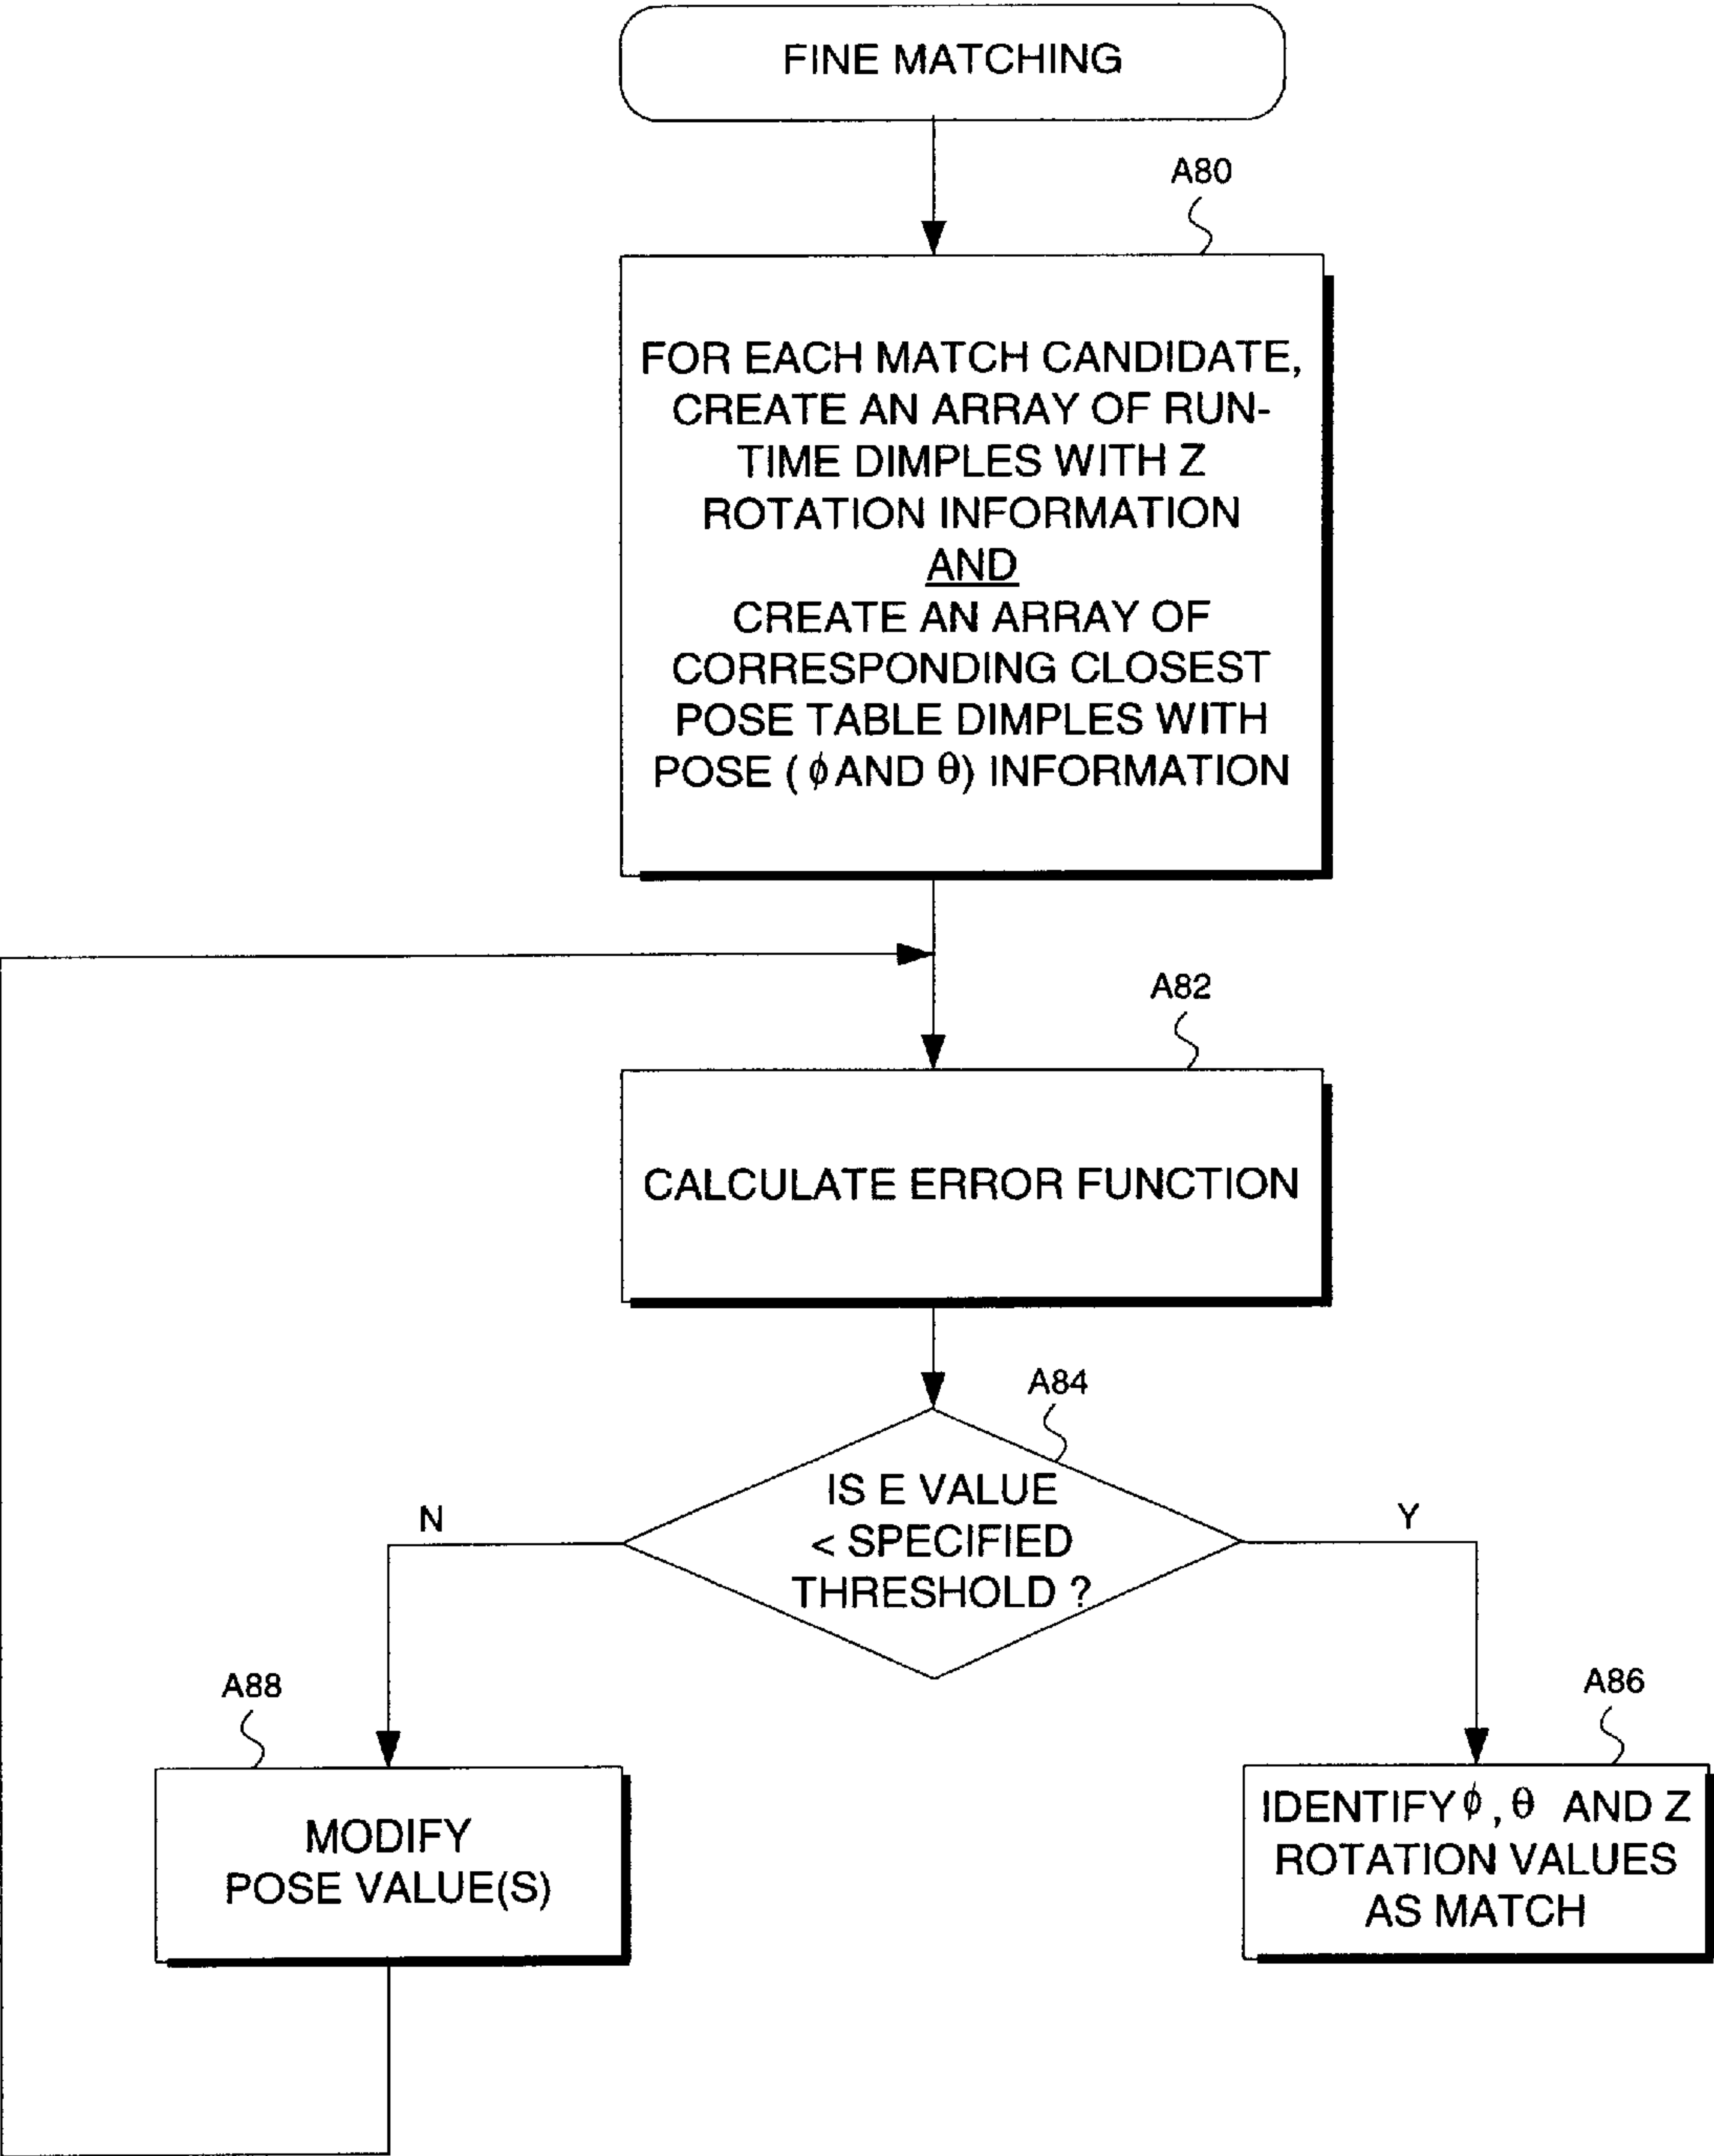 FINE MATCHING
A80
FOR EACH MATCH CANDIDATE,
CREATE AN ARRAY OF RUN-
TIME DIMPLES WITH Z
ROTATION INFORMATION
AND
CREATE AN ARRAY OF
CORRESPONDING CLOSEST
POSE TABLE DIMPLES WITH
POSE (ϕ AND θ) INFORMATION
A82
CALCULATE ERROR FUNCTION
A84
IS E VALUE
< SPECIFIED
THRESHOLD ?
N
Y
A88
MODIFY
POSE VALUE(S)
A86
IDENTIFY ϕ, θ AND Z
ROTATION VALUES
AS MATCH